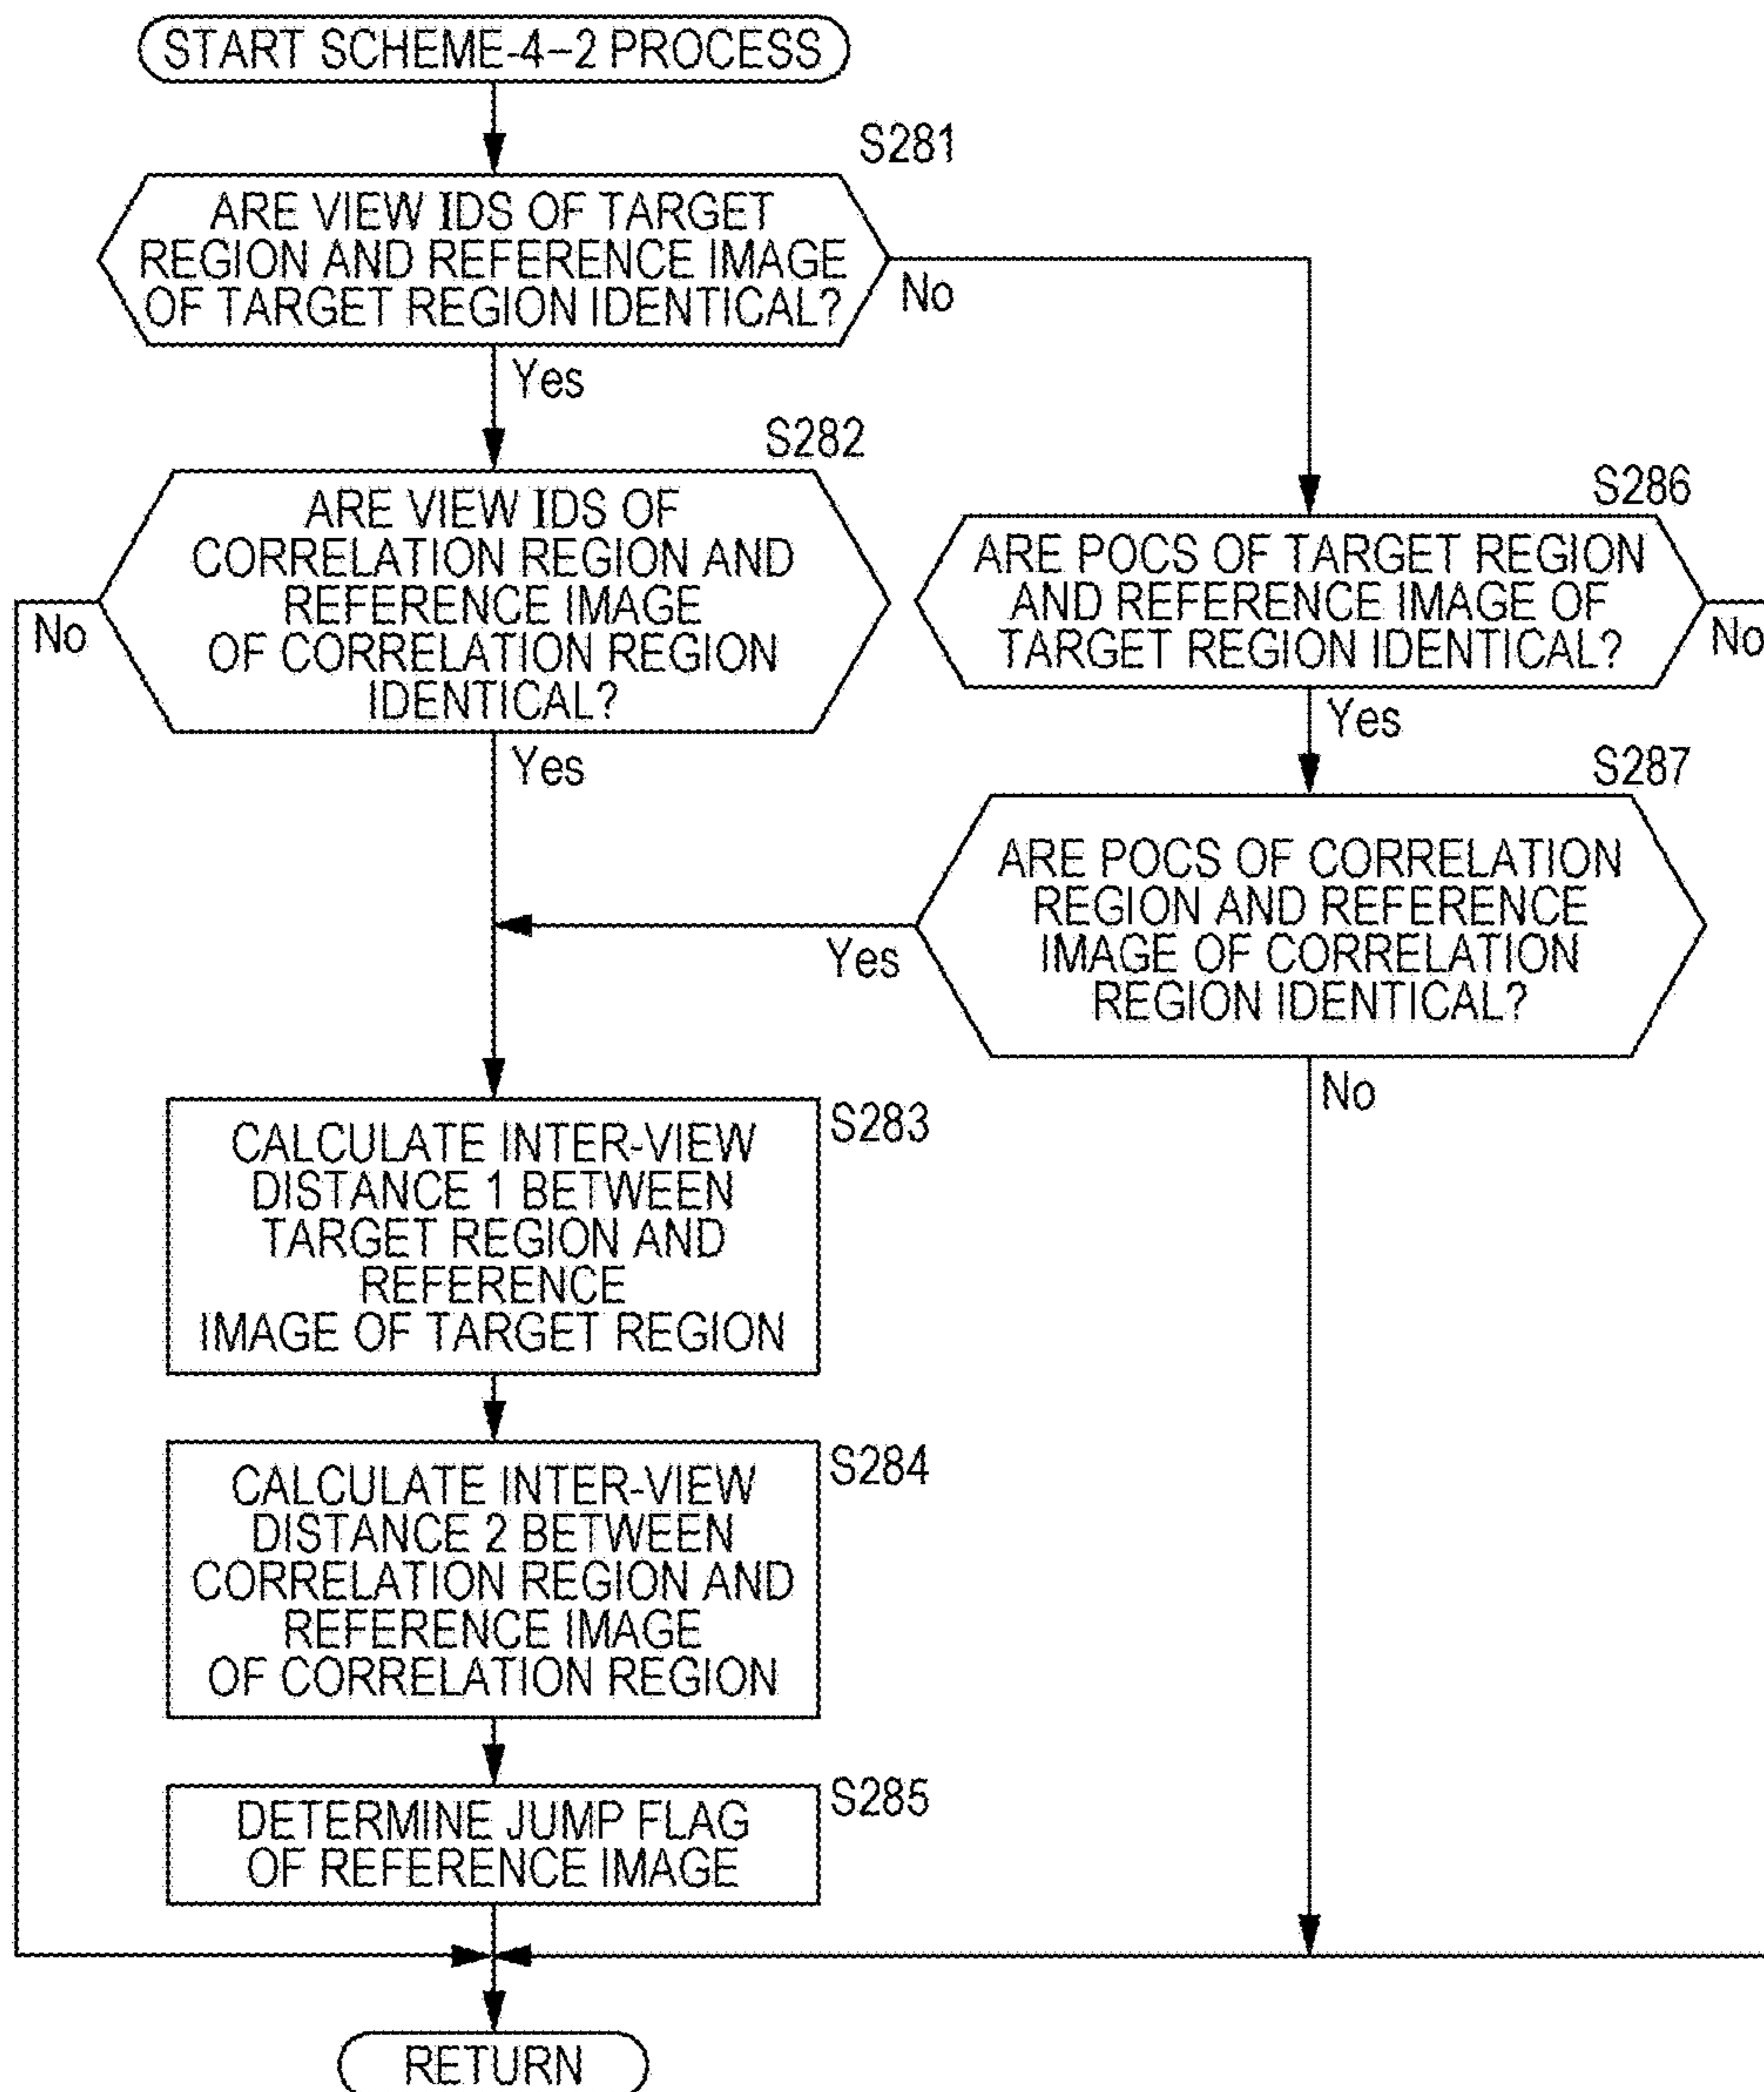 START SCHEME-4-2 PROCESS
S281
ARE VIEW IDS OF TARGET
REGION AND REFERENCE IMAGE
OF TARGET REGION IDENTICAL?
No
Yes
S282
ARE VIEW IDS OF
CORRELATION REGION AND
REFERENCE IMAGE
OF CORRELATION REGION
IDENTICAL?
No
Yes
S286
ARE POCS OF TARGET REGION
AND REFERENCE IMAGE OF
TARGET REGION IDENTICAL?
No
Yes
S287
ARE POCS OF CORRELATION
REGION AND REFERENCE
IMAGE OF CORRELATION
REGION IDENTICAL?
Yes
No
S283
CALCULATE INTER-VIEW
DISTANCE 1 BETWEEN
TARGET REGION AND
REFERENCE
IMAGE OF TARGET REGION
S284
CALCULATE INTER-VIEW
DISTANCE 2 BETWEEN
CORRELATION REGION AND
REFERENCE IMAGE
OF CORRELATION REGION
S285
DETERMINE JUMP FLAG
OF REFERENCE IMAGE
RETURN